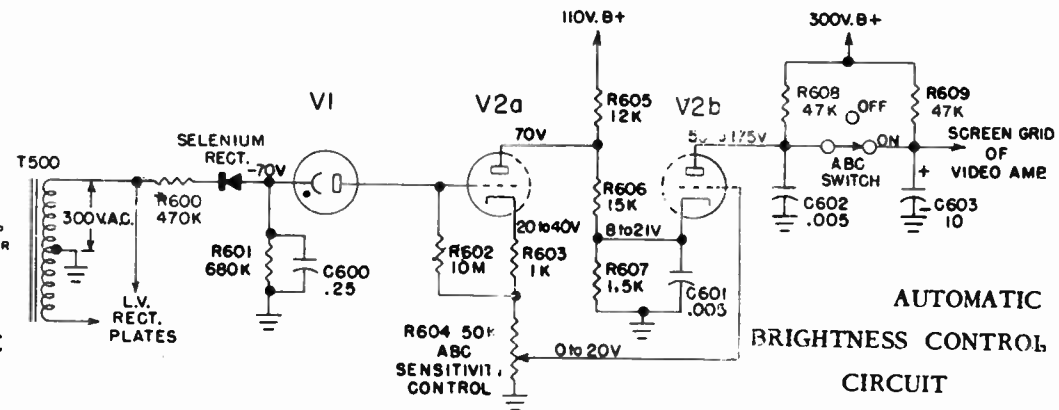 110V. B+
300V. B+
V1
V2a
V2b
R605
12K
R608
47K
OFF
R609
47K
SELENIUM
RECT.
70V
175V
ON
SCREEN GRID
OF
VIDEO AMP.
T500
-70V
ABC
SWITCH
300V.A.C.
R600
470K
R606
15K
C602
.005
C603
10
R
20 to 40V
8 to 21V
R601
680K
C600
.25
R602
10M
R603
1K
R607
1.5K
C601
L.V.
RECT.
PLATES
AUTOMATIC
BRIGHTNESS CONTROL
CIRCUIT
R604 50K
ABC
SENSITIVITY
CONTROL
0 to 20V